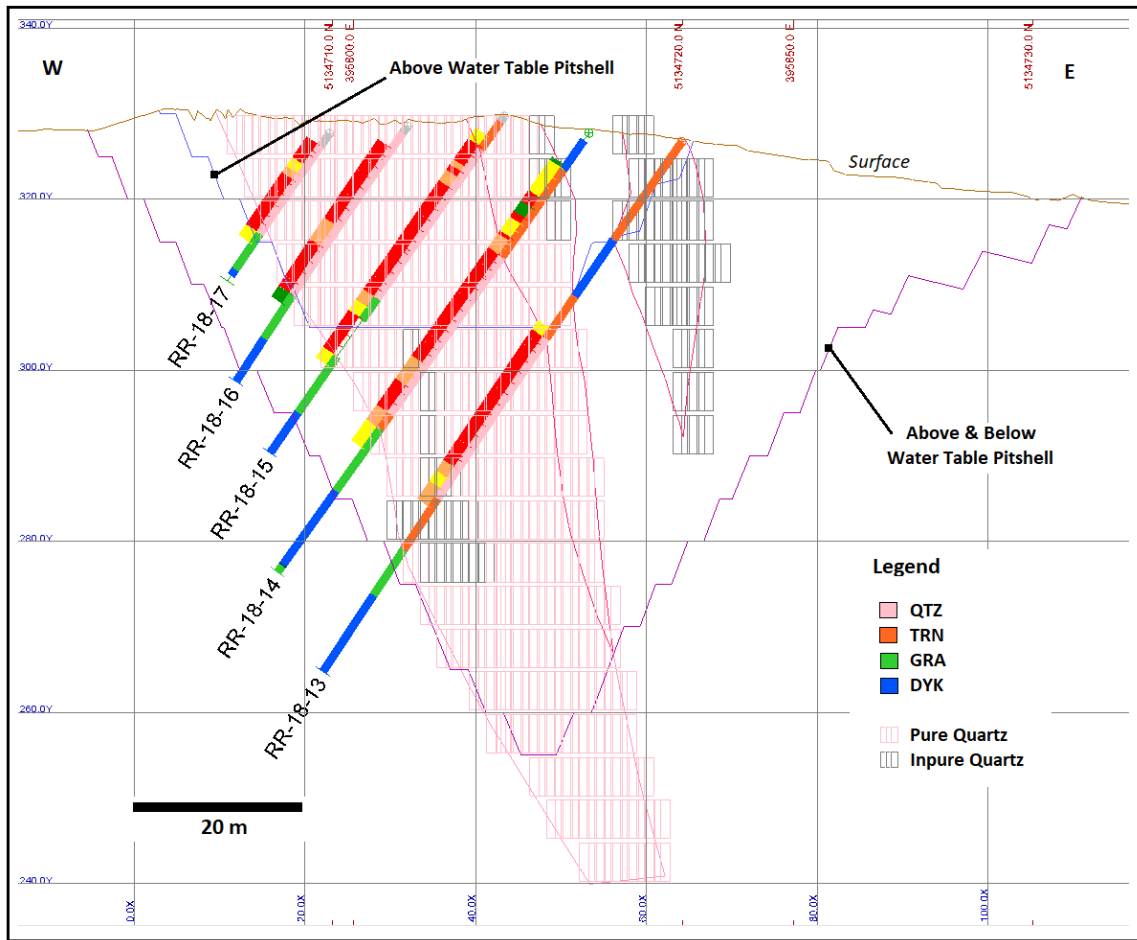 340.0Y
5134710.0 N
395800.0 E
5134720.0 N
395850.0 E
5134730.0 N
W
Above Water Table Pitshell
E
Surface
320.0Y
RR-18-17
300.0Y
RR-18-16
RR-18-15
Above & Below
Water Table Pitshell
280.0Y
RR-18-14
Legend
QTZ
TRN
GRA
DYK
RR-18-13
260.0Y
Pure Quartz
Inpure Quartz
20 m
240.0Y
0.0X
20.0X
40.0X
60.0X
80.0X
100.0X